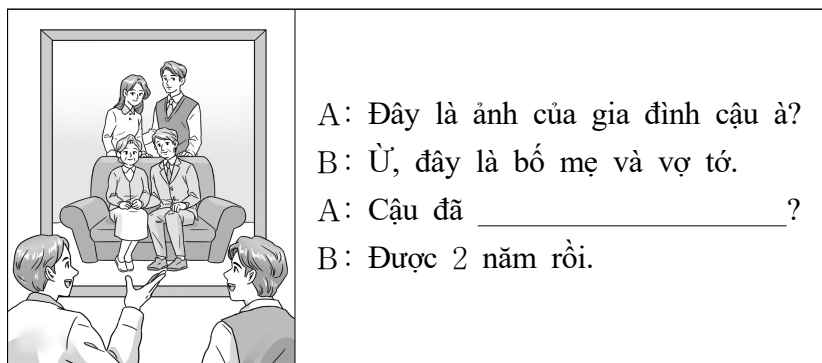 A: Đây là ảnh của gia đình cậu à?
B: Ừ, đây là bố mẹ và vợ tớ.
A: Cậu đã ______________________?
B: Được 2 năm rồi.